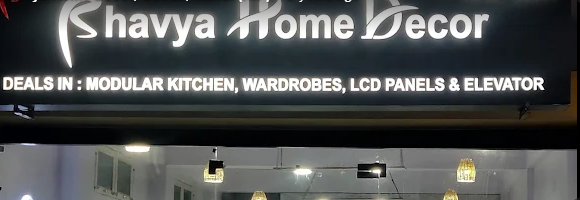 Bhavya Home Decor
DEALS IN : MODULAR KITCHEN, WARDROBES, LCD PANELS & ELEVATOR